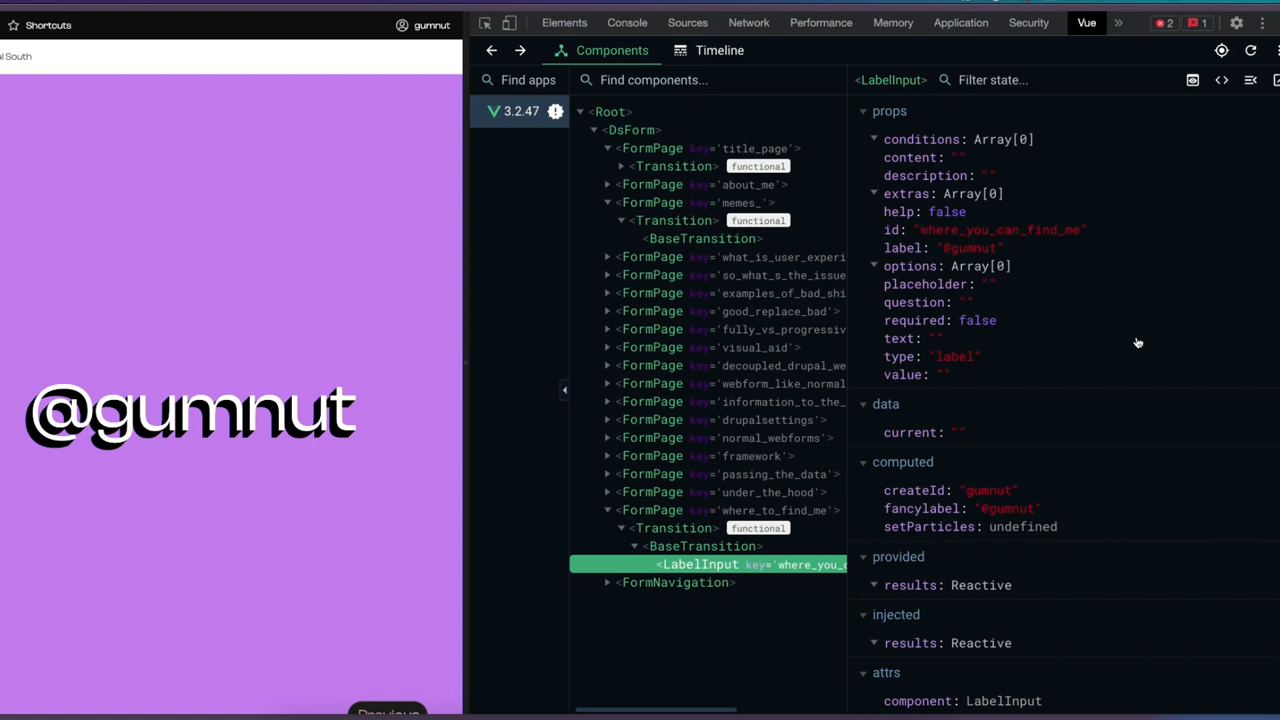 Shortcuts
gumnut
al South
@gumnut
Previous
Elements Console Sources Network Performance Memory Application Security Vue » 2 1
Components Timeline
Find apps
Find components...
<LabelInput> Filter state...
3.2.47
<Root>
<DsForm>
<FormPage key='title_page'>
<Transition> functional
<FormPage key='about_me'>
<FormPage key='memes_'>
<Transition> functional
<BaseTransition>
<FormPage key='what_is_user_experi
<FormPage key='so_what_s_the_issue
<FormPage key='examples_of_bad_shi
<FormPage key='good_replace_bad'>
<FormPage key='fully_vs_progressiv
<FormPage key='visual_aid'>
<FormPage key='decoupled_drupal_we
<FormPage key='webform_like_normal
<FormPage key='information_to_the_
<FormPage key='drupalsettings'>
<FormPage key='normal_webforms'>
<FormPage key='framework'>
<FormPage key='passing_the_data'>
<FormPage key='under_the_hood'>
<FormPage key='where_to_find_me'>
<Transition> functional
<BaseTransition>
<LabelInput key='where_you_c
<FormNavigation>
props
conditions: Array[0]
content: ""
description: ""
extras: Array[0]
help: false
id: "where_you_can_find_me"
label: "@gumnut"
options: Array[0]
placeholder: ""
question: ""
required: false
text: ""
type: "label"
value: ""
data
current: ""
computed
createId: "gumnut"
fancylabel: "@gumnut"
setParticles: undefined
provided
results: Reactive
injected
results: Reactive
attrs
component: LabelInput